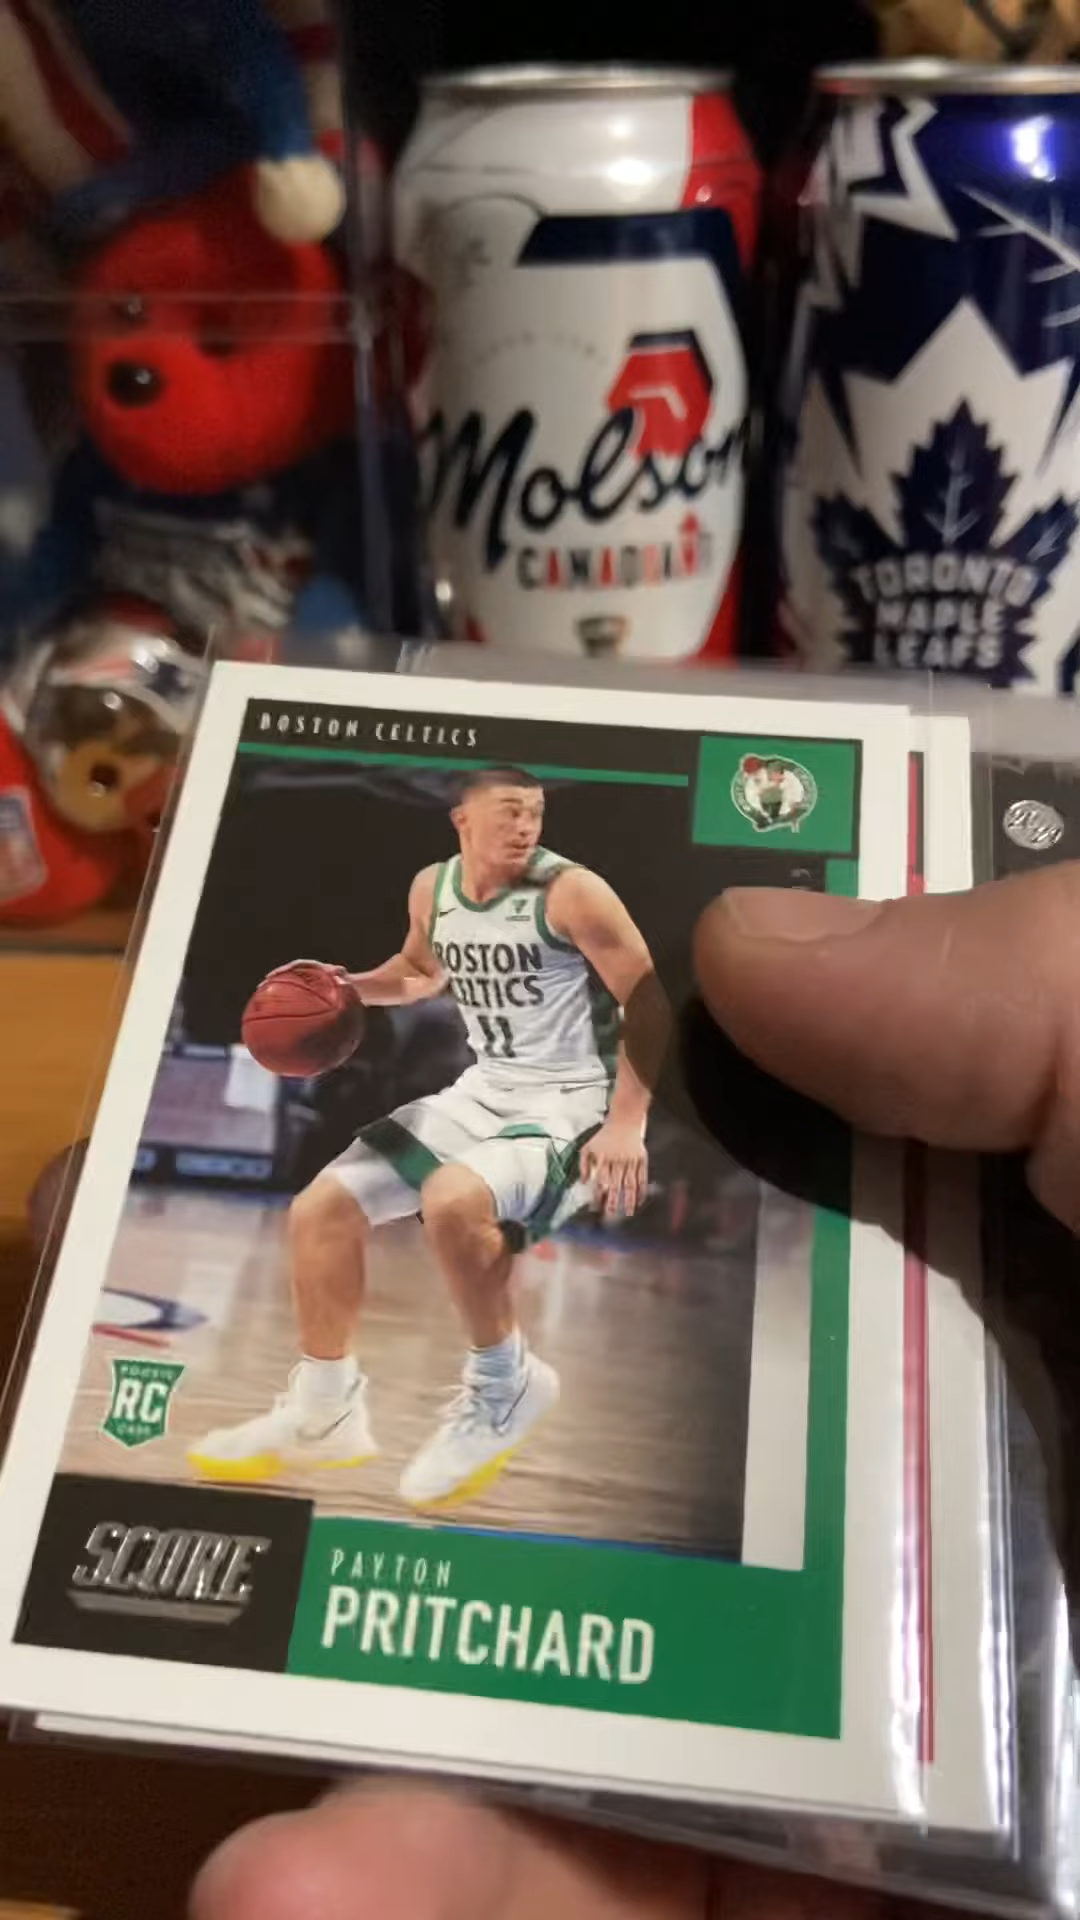 Molson
CANADIAN
TORONTO
MAPLE
LEAFS
BOSTON CELTICS
BOSTON
CELTICS
11
ROOKIE
RC
CARD
SCORE
PAYTON
PRITCHARD